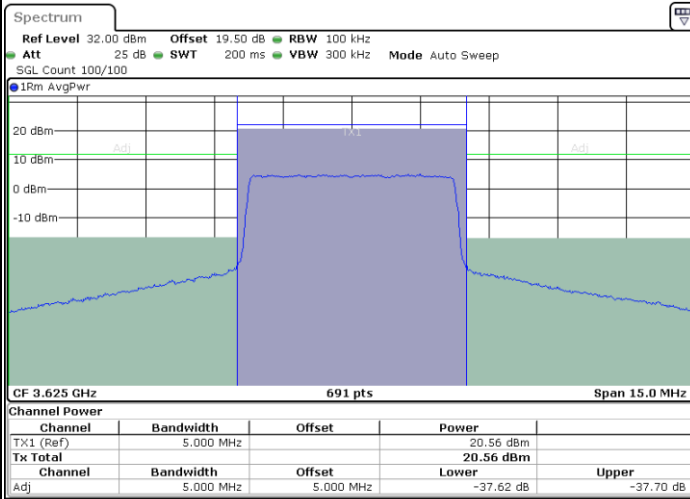 Spectrum
Ref Level 32.00 dBm Offset 19.50 dB RBW 100 kHz
Att 25 dB SWT 200 ms VBW 300 kHz Mode Auto Sweep
SGL Count 100/100
1Rm AvgPwr
20 dBm
TX1
Adj
Adj
10 dBm
0 dBm
-10 dBm
CF 3.625 GHz 691 pts Span 15.0 MHz
Channel Power
Channel Bandwidth Offset Power
TX1 (Ref) 5.000 MHz 20.56 dBm
Tx Total 20.56 dBm
Channel Bandwidth Offset Lower Upper
Adj 5.000 MHz 5.000 MHz -37.62 dB -37.70 dB